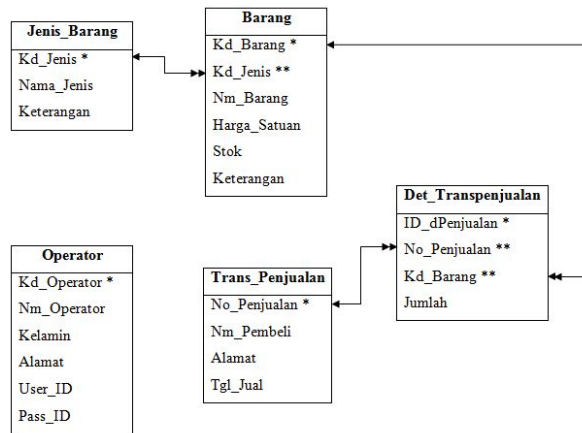 Jenis_Barang
Kd_Jenis *
Nama_Jenis
Keterangan
Barang
Kd_Barang *
Kd_Jenis **
Nm_Barang
Harga_Satuan
Stok
Keterangan
Operator
Kd_Operator *
Nm_Operator
Kelamin
Alamat
User_ID
Pass_ID
Trans_Penjualan
No_Penjualan *
Nm_Pembeli
Alamat
Tgl_Jual
Det_Transpenjualan
ID_dPenjualan *
No_Penjualan **
Kd_Barang **
Jumlah